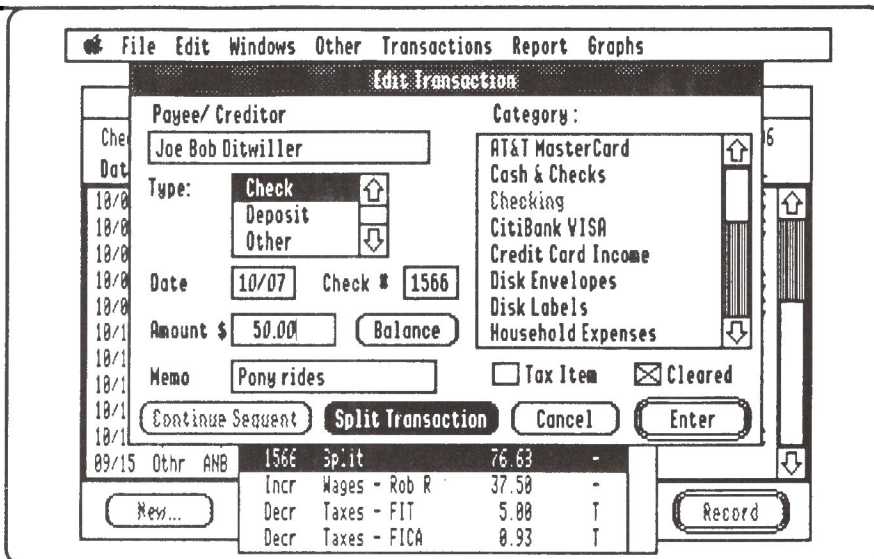 File Edit Windows Other Transactions Report Graphs
Edit Transaction
Payee/ Creditor
Joe Bob Ditwiller
Type:
Check
Deposit
Other
Date 10/07 Check # 1566
Amount $ 50.00 Balance
Memo Pony rides
Category:
AT&T MasterCard
Cash & Checks
Checking
CitiBank VISA
Credit Card Income
Disk Envelopes
Disk Labels
Household Expenses
Tax Item Cleared
Continue Sequent Split Transaction Cancel Enter
09/15 Othr ANB
1566 Split 76.63 -
Incr Wages - Rob R 37.50 -
Decr Taxes - FIT 5.00 T
Decr Taxes - FICA 0.93 T
New... Record